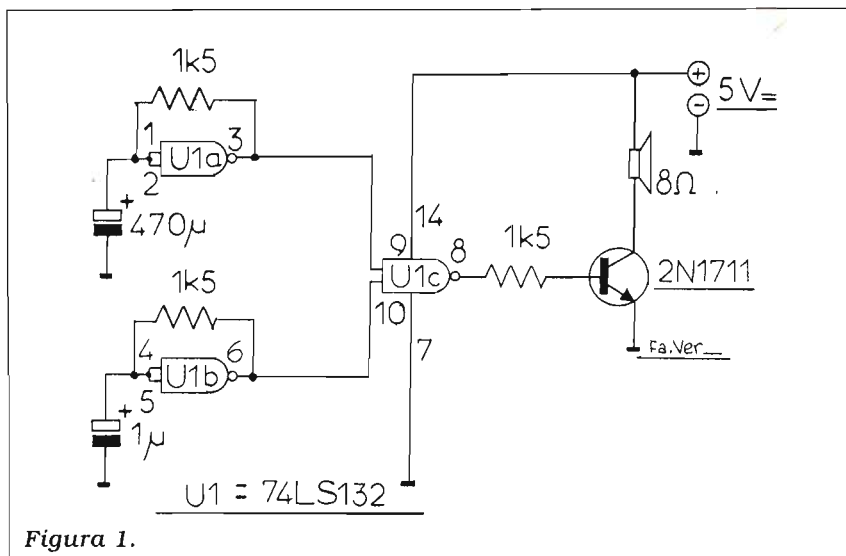 1k5
1
3
U1a
2
+
470µ
1k5
4
6
U1b
5
+
1µ
14
9
8
U1c
10
7
1k5
+
5V=
-
8Ω
2N1711
Fa.Ver_
U1 = 74LS132
Figura 1.